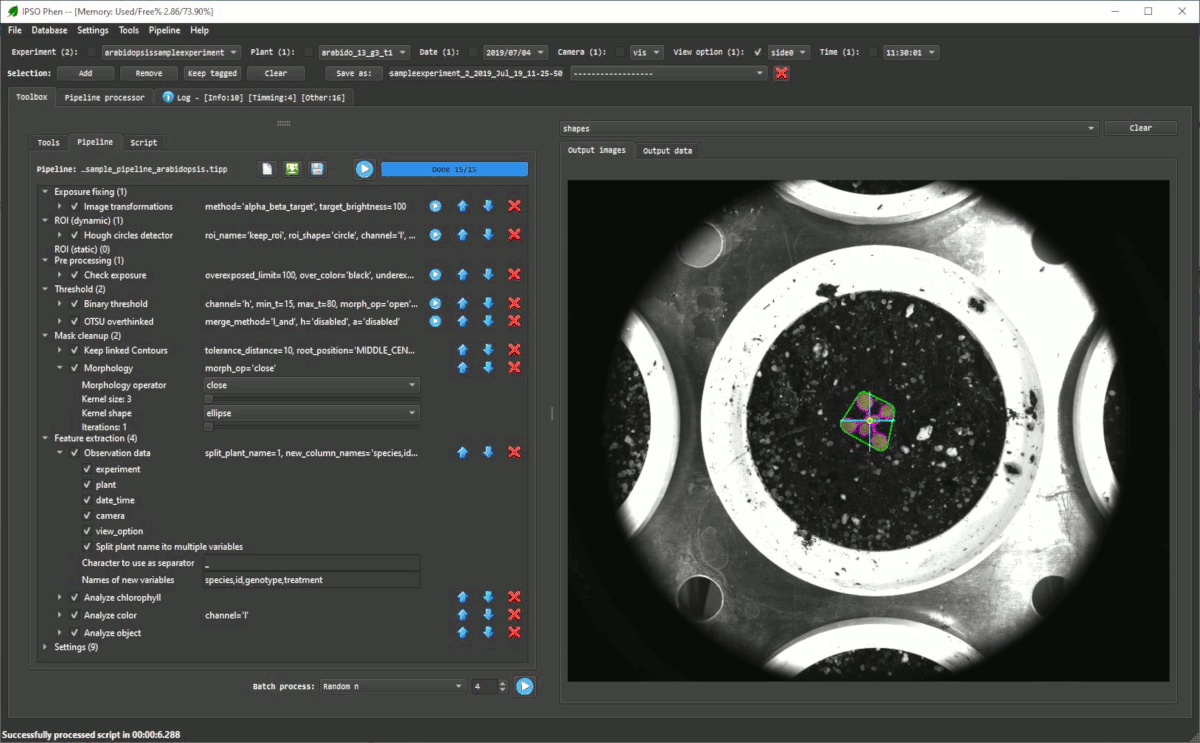 IPSO Phen -- [Memory: Used/Free% 2.86/73.90%]
File Database Settings Tools Pipeline Help
Experiment (2): arabidopsissampleexperiment Plant (1): arabido_13_g3_t1 Date (1): 2019/07/04 Camera (1): vis View option (1): side0 Time (1): 11:30:01
Selection: Add Remove Keep tagged Clear Save as: sampleexperiment_2_2019_Jul_19_11-25-50 ------------------
Toolbox Pipeline processor Log - [Info:10] [Timming:4] [Other:16]
shapes Clear
Tools Pipeline Script
Output images Output data
Pipeline: …sample_pipeline_arabidopsis.tipp Done 15/15
Exposure fixing (1)
Image transformations method='alpha_beta_target', target_brightness=100
ROI (dynamic) (1)
Hough circles detector roi_name='keep_roi', roi_shape='circle', channel='l', ...
ROI (static) (0)
Pre processing (1)
Check exposure overexposed_limit=100, over_color='black', underex...
Threshold (2)
Binary threshold channel='h', min_t=15, max_t=80, morph_op='open'...
OTSU overthinked merge_method='l_and', h='disabled', a='disabled'
Mask cleanup (2)
Keep linked Contours tolerance_distance=10, root_position='MIDDLE_CEN...
Morphology morph_op='close'
Morphology operator close
Kernel size: 3
Kernel shape ellipse
Iterations: 1
Feature extraction (4)
Observation data split_plant_name=1, new_column_names='species,id...
experiment
plant
date_time
camera
view_option
Split plant name ito multiple variables
Character to use as separator _
Names of new variables species,id,genotype,treatment
Analyze chlorophyll
Analyze color channel='l'
Analyze object
Settings (9)
Batch process: Random n 4
Successfully processed script in 00:00:6.288